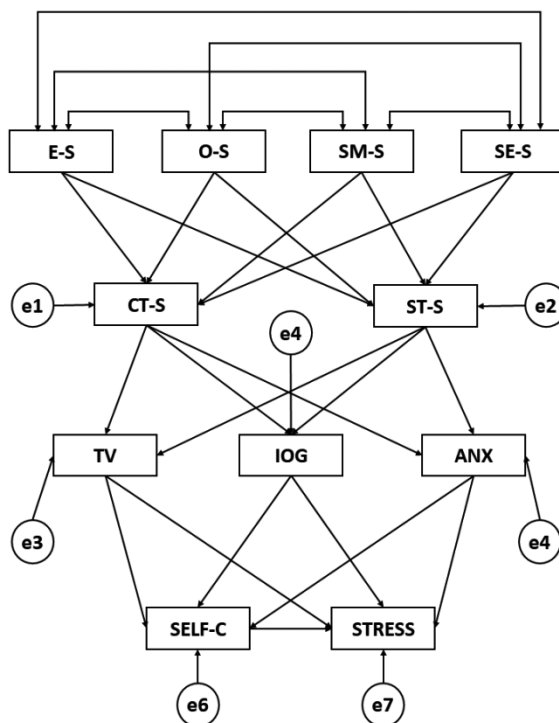 E-S O-S SM-S SE-S
e1 CT-S ST-S e2
e4
TV IOG ANX
e3 e4
SELF-C STRESS
e6 e7